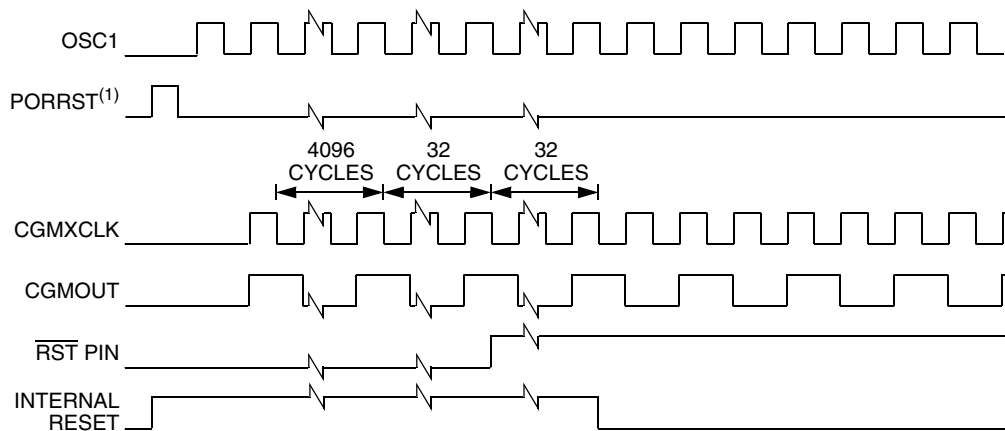 OSC1
PORRST(1)
4096
CYCLES
32
CYCLES
32
CYCLES
CGMXCLK
CGMOUT
RST PIN
INTERNAL
RESET